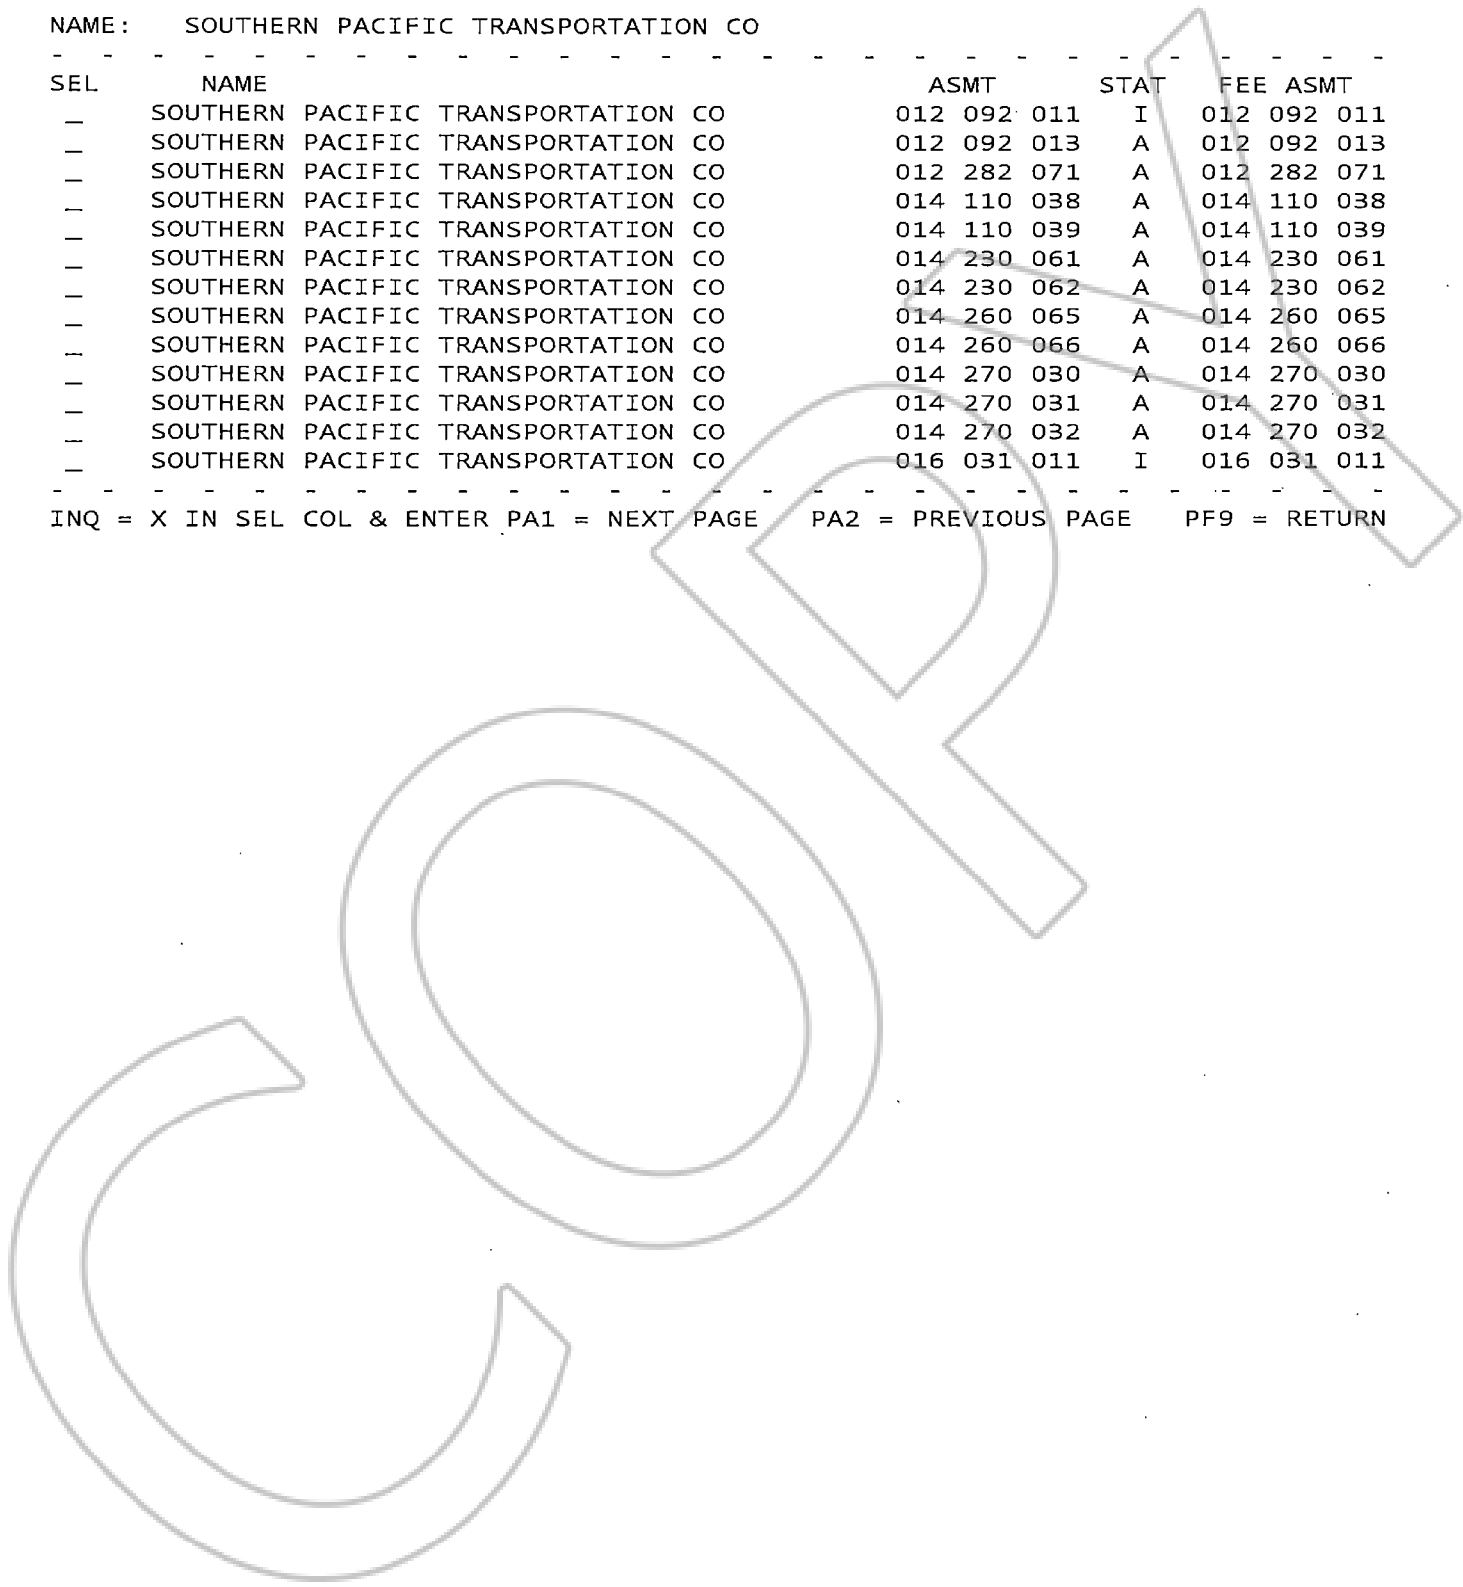 NAME: SOUTHERN PACIFIC TRANSPORTATION CO
- - - - - - - - - - - - - - - - - - - - - - - - - - -
SEL NAME ASMT STAT FEE ASMT
_ SOUTHERN PACIFIC TRANSPORTATION CO 012 092 011 I 012 092 011
_ SOUTHERN PACIFIC TRANSPORTATION CO 012 092 013 A 012 092 013
_ SOUTHERN PACIFIC TRANSPORTATION CO 012 282 071 A 012 282 071
_ SOUTHERN PACIFIC TRANSPORTATION CO 014 110 038 A 014 110 038
_ SOUTHERN PACIFIC TRANSPORTATION CO 014 110 039 A 014 110 039
_ SOUTHERN PACIFIC TRANSPORTATION CO 014 230 061 A 014 230 061
_ SOUTHERN PACIFIC TRANSPORTATION CO 014 230 062 A 014 230 062
_ SOUTHERN PACIFIC TRANSPORTATION CO 014 260 065 A 014 260 065
_ SOUTHERN PACIFIC TRANSPORTATION CO 014 260 066 A 014 260 066
_ SOUTHERN PACIFIC TRANSPORTATION CO 014 270 030 A 014 270 030
_ SOUTHERN PACIFIC TRANSPORTATION CO 014 270 031 A 014 270 031
_ SOUTHERN PACIFIC TRANSPORTATION CO 014 270 032 A 014 270 032
_ SOUTHERN PACIFIC TRANSPORTATION CO 016 031 011 I 016 031 011
- - - - - - - - - - - - - - - - - - - - - - - - - - -
INQ = X IN SEL COL & ENTER PA1 = NEXT PAGE PA2 = PREVIOUS PAGE PF9 = RETURN
COPY